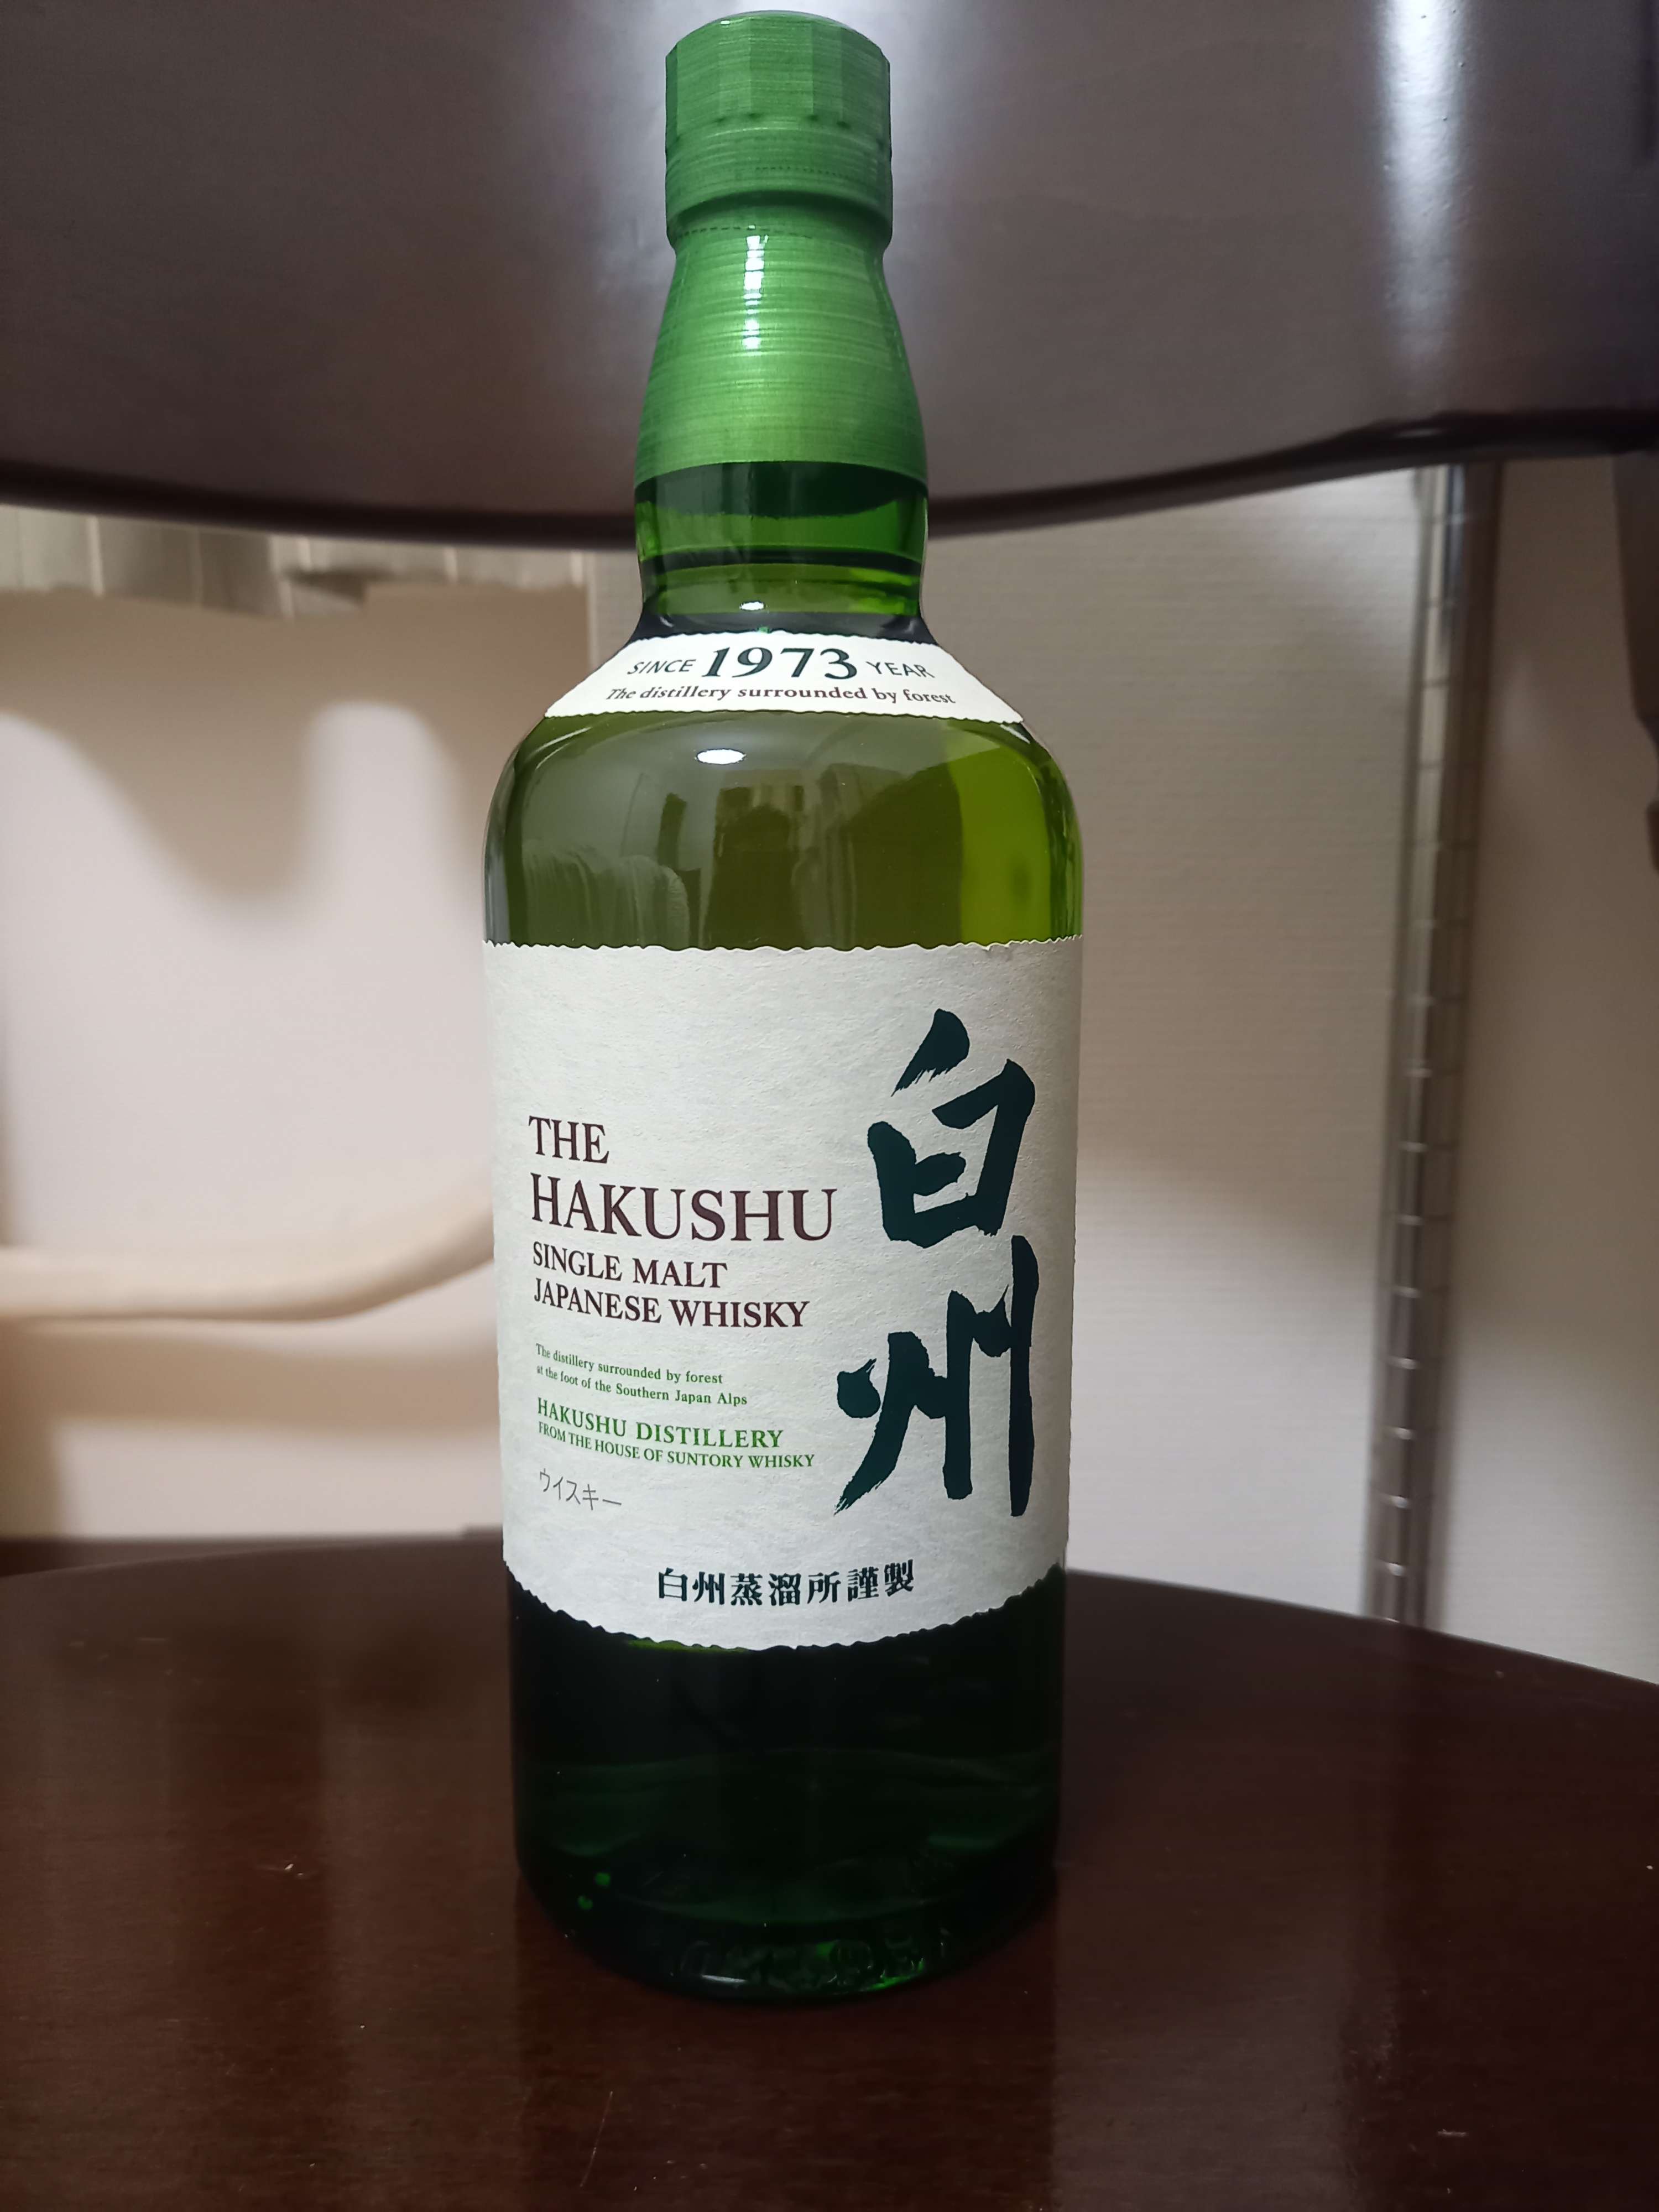 SINCE 1973 YEAR
The distillery surrounded by forest
白州
THE
HAKUSHU
SINGLE MALT
JAPANESE WHISKY
The distillery surrounded by forest
at the foot of the Southern Japan Alps
HAKUSHU DISTILLERY
FROM THE HOUSE OF SUNTORY WHISKY
ウイスキー
白州蒸溜所謹製